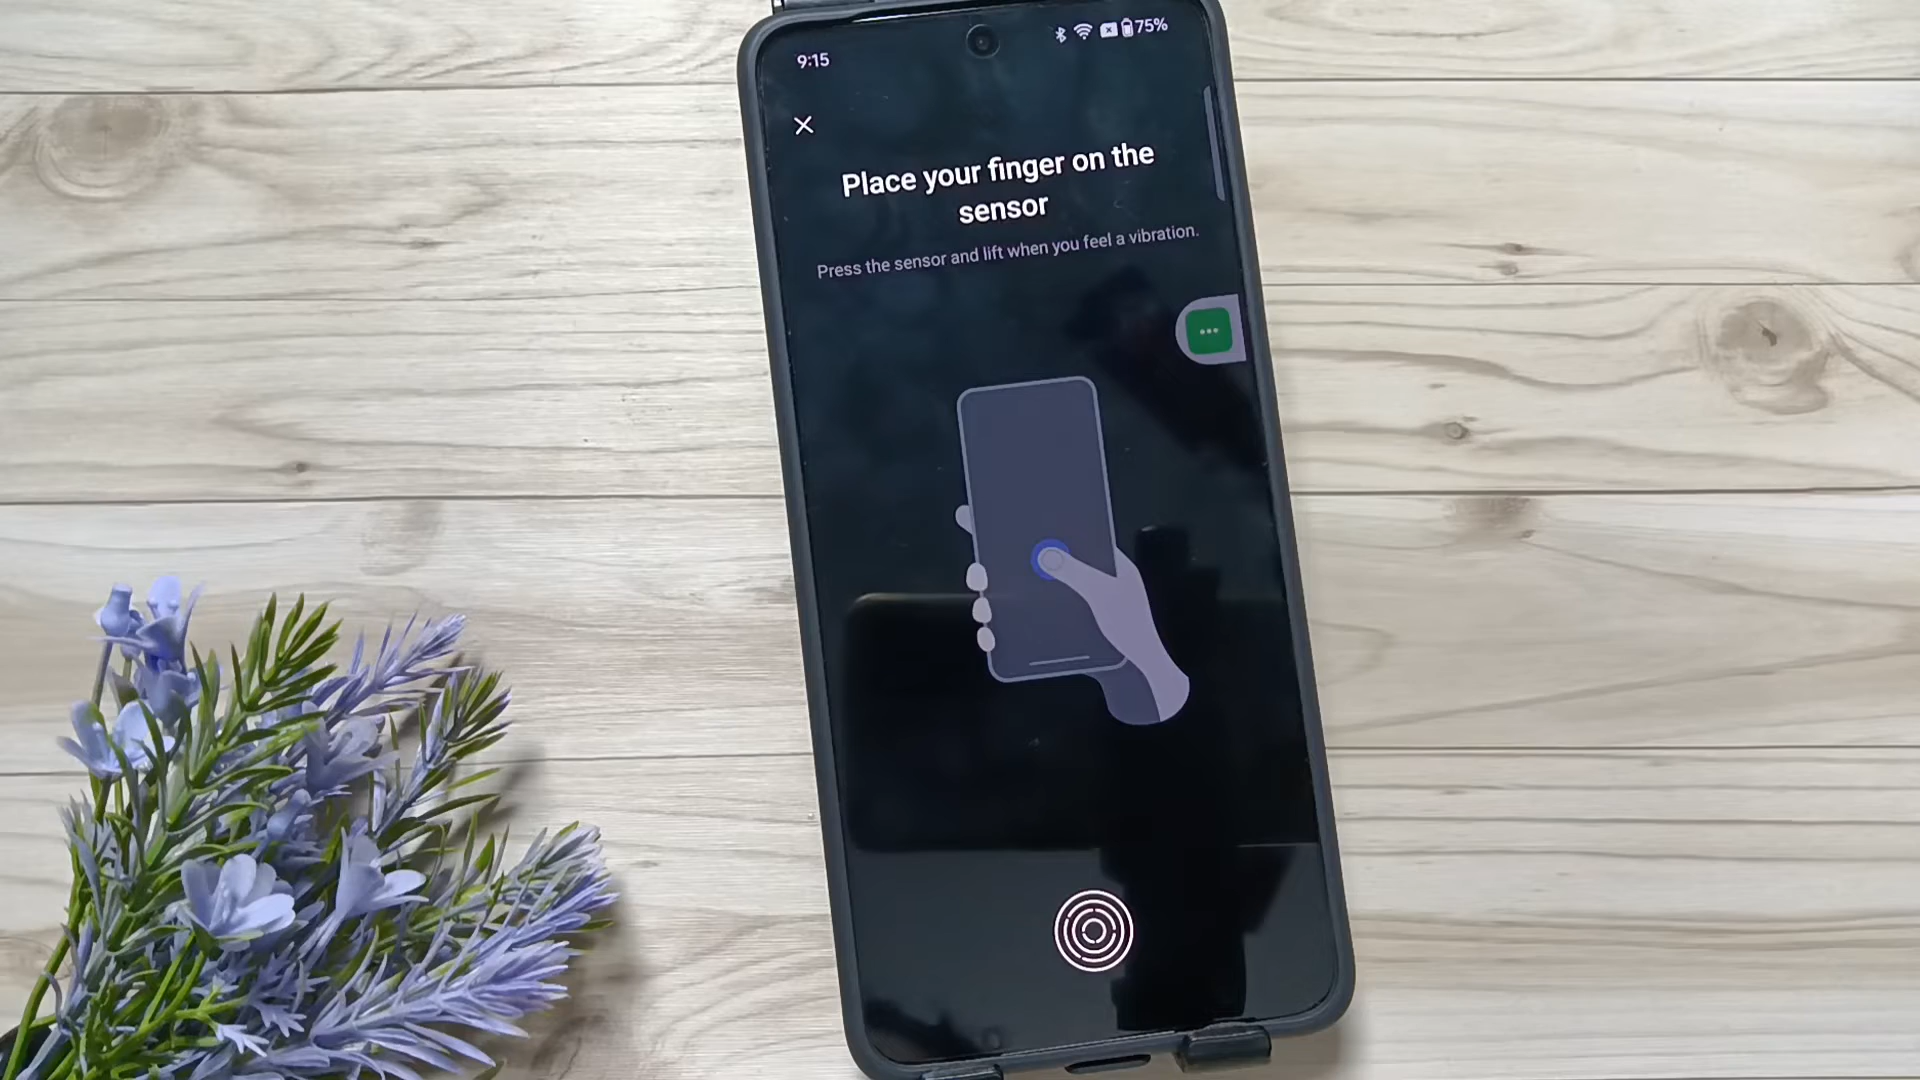 9:15
75%
Place your finger on the
sensor
Press the sensor and lift when you feel a vibration.